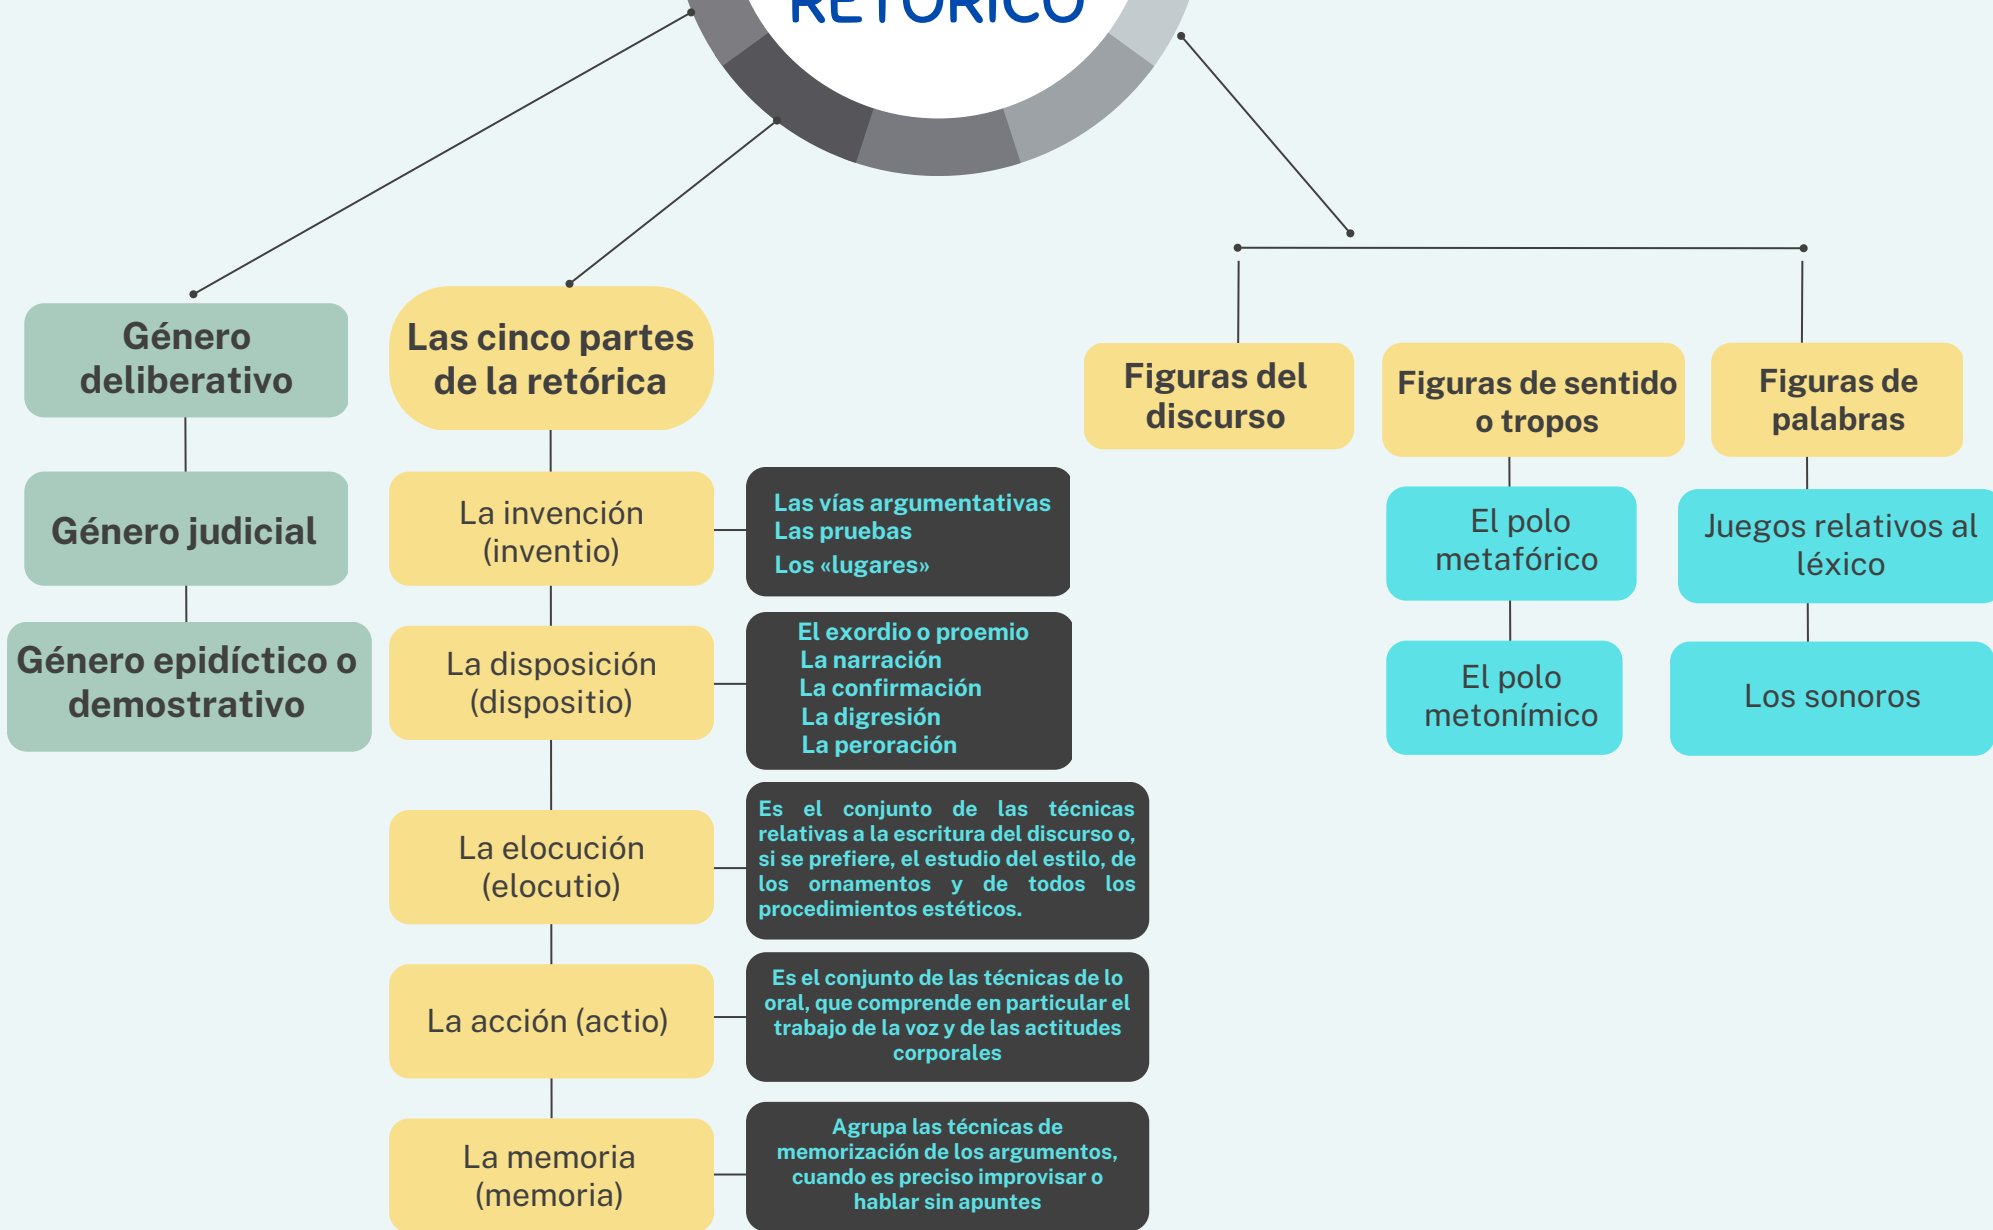 RETÓRICO
Género
deliberativo
Género judicial
Género epidíctico o
demostrativo
Las cinco partes
de la retórica
La invención
(inventio)
Las vías argumentativas
Las pruebas
Los «lugares»
La disposición
(dispositio)
El exordio o proemio
La narración
La confirmación
La digresión
La peroración
La elocución
(elocutio)
Es el conjunto de las técnicas
relativas a la escritura del discurso o,
si se prefiere, el estudio del estilo, de
los ornamentos y de todos los
procedimientos estéticos.
La acción (actio)
Es el conjunto de las técnicas de lo
oral, que comprende en particular el
trabajo de la voz y de las actitudes
corporales
La memoria
(memoria)
Agrupa las técnicas de
memorización de los argumentos,
cuando es preciso improvisar o
hablar sin apuntes
Figuras del
discurso
Figuras de sentido
o tropos
El polo
metafórico
El polo
metonímico
Figuras de
palabras
Juegos relativos al
léxico
Los sonoros